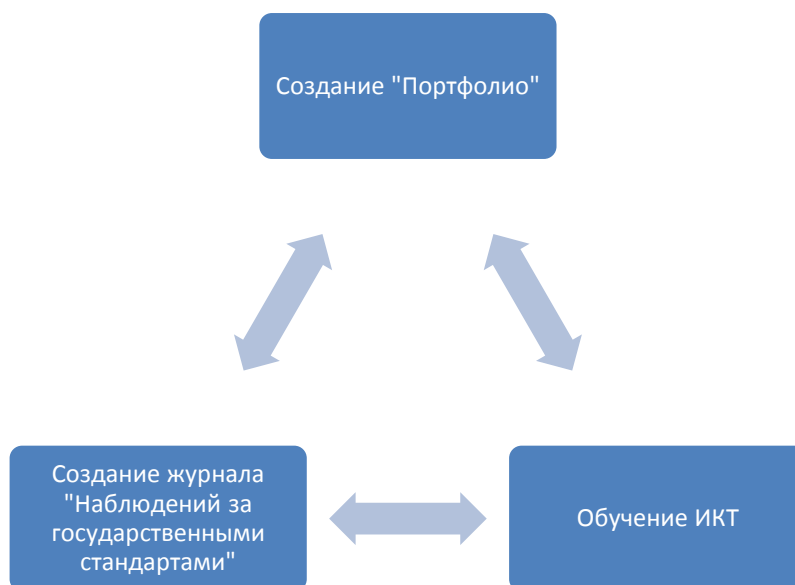 Создание "Портфолио"
Создание журнала
"Наблюдений за
государственными
стандартами"
Обучение ИКТ